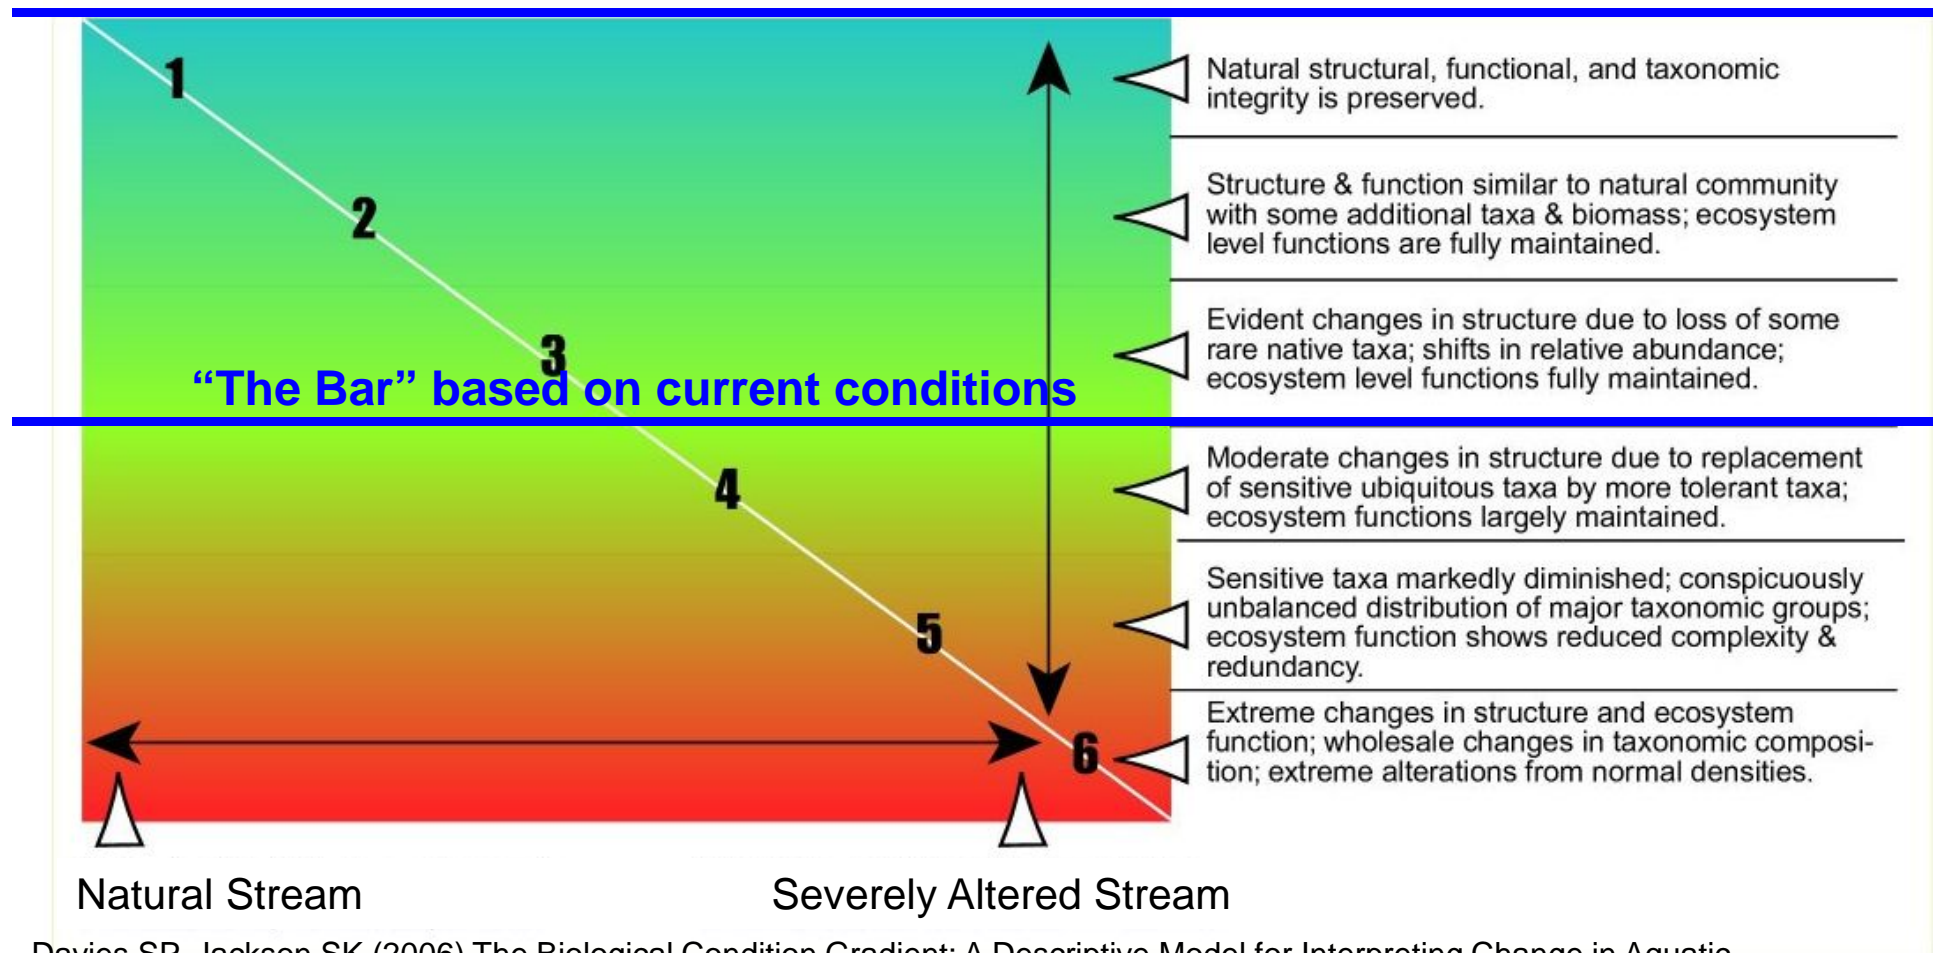 1
Natural structural, functional, and taxonomic
integrity is preserved.
2
Structure & function similar to natural community
with some additional taxa & biomass; ecosystem
level functions are fully maintained.
3
Evident changes in structure due to loss of some
rare native taxa; shifts in relative abundance;
ecosystem level functions fully maintained.
“The Bar” based on current conditions
4
Moderate changes in structure due to replacement
of sensitive ubiquitous taxa by more tolerant taxa;
ecosystem functions largely maintained.
5
Sensitive taxa markedly diminished; conspicuously
unbalanced distribution of major taxonomic groups;
ecosystem function shows reduced complexity &
redundancy.
6
Extreme changes in structure and ecosystem
function; wholesale changes in taxonomic composi-
tion; extreme alterations from normal densities.
Natural Stream
Severely Altered Stream
Davies SP, Jackson SK (2006) The Biological Condition Gradient: A Descriptive Model for Interpreting Change in Aquatic